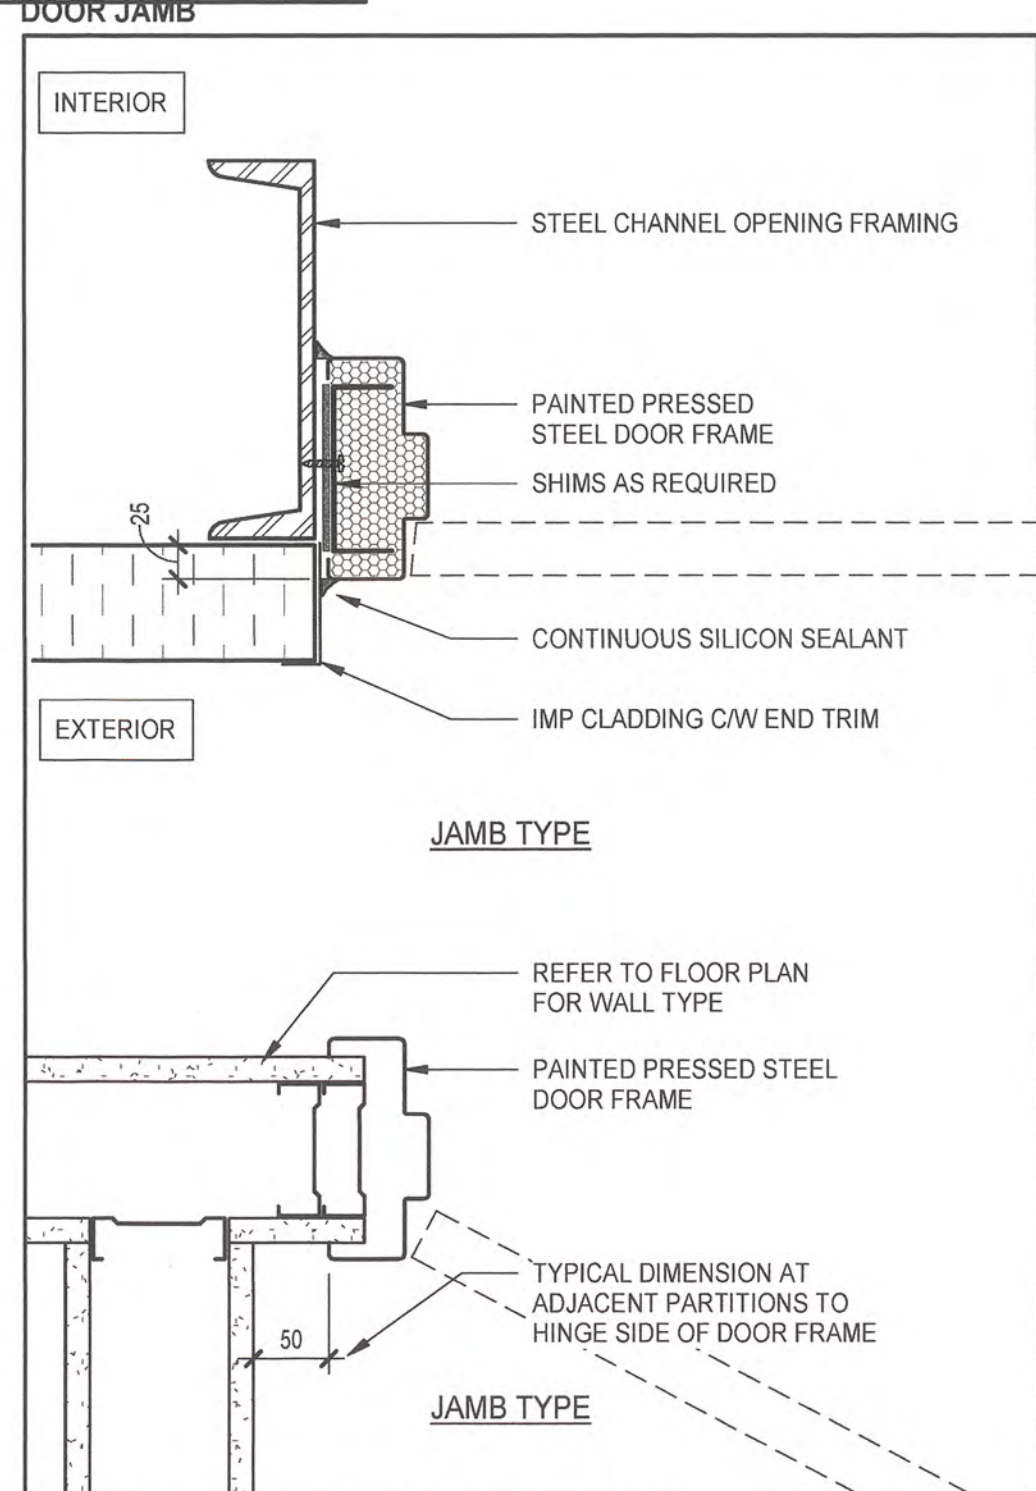 DOOR JAMB
INTERIOR
STEEL CHANNEL OPENING FRAMING
PAINTED PRESSED
STEEL DOOR FRAME
SHIMS AS REQUIRED
25
CONTINUOUS SILICON SEALANT
IMP CLADDING C/W END TRIM
EXTERIOR
JAMB TYPE
REFER TO FLOOR PLAN
FOR WALL TYPE
PAINTED PRESSED STEEL
DOOR FRAME
TYPICAL DIMENSION AT
ADJACENT PARTITIONS TO
HINGE SIDE OF DOOR FRAME
50
JAMB TYPE